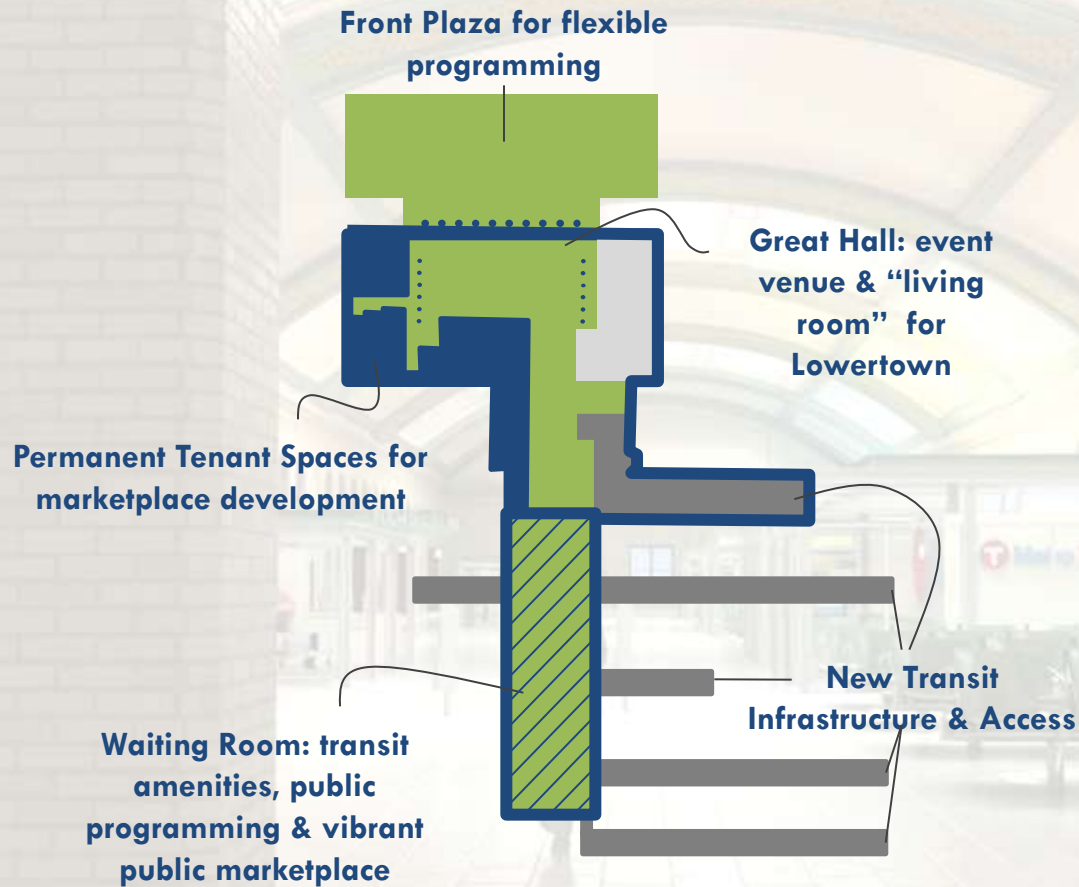 Front Plaza for flexible
programming
Great Hall: event
venue & “living
room” for
Lowertown
Permanent Tenant Spaces for
marketplace development
New Transit
Infrastructure & Access
Waiting Room: transit
amenities, public
programming & vibrant
public marketplace